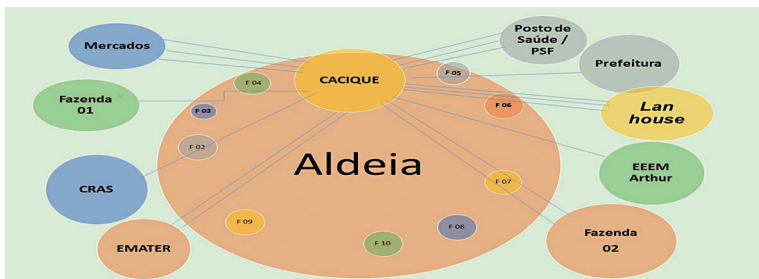 Mercados
CACIQUE
Posto de
Saúde /
PSF
Prefeitura
Fazenda
01
F 04
F 05
F 03
F 06
Lan
house
F 02
Aldeia
EEEM
Arthur
CRAS
F 07
EMATER
F 09
F 10
F 08
Fazenda
02